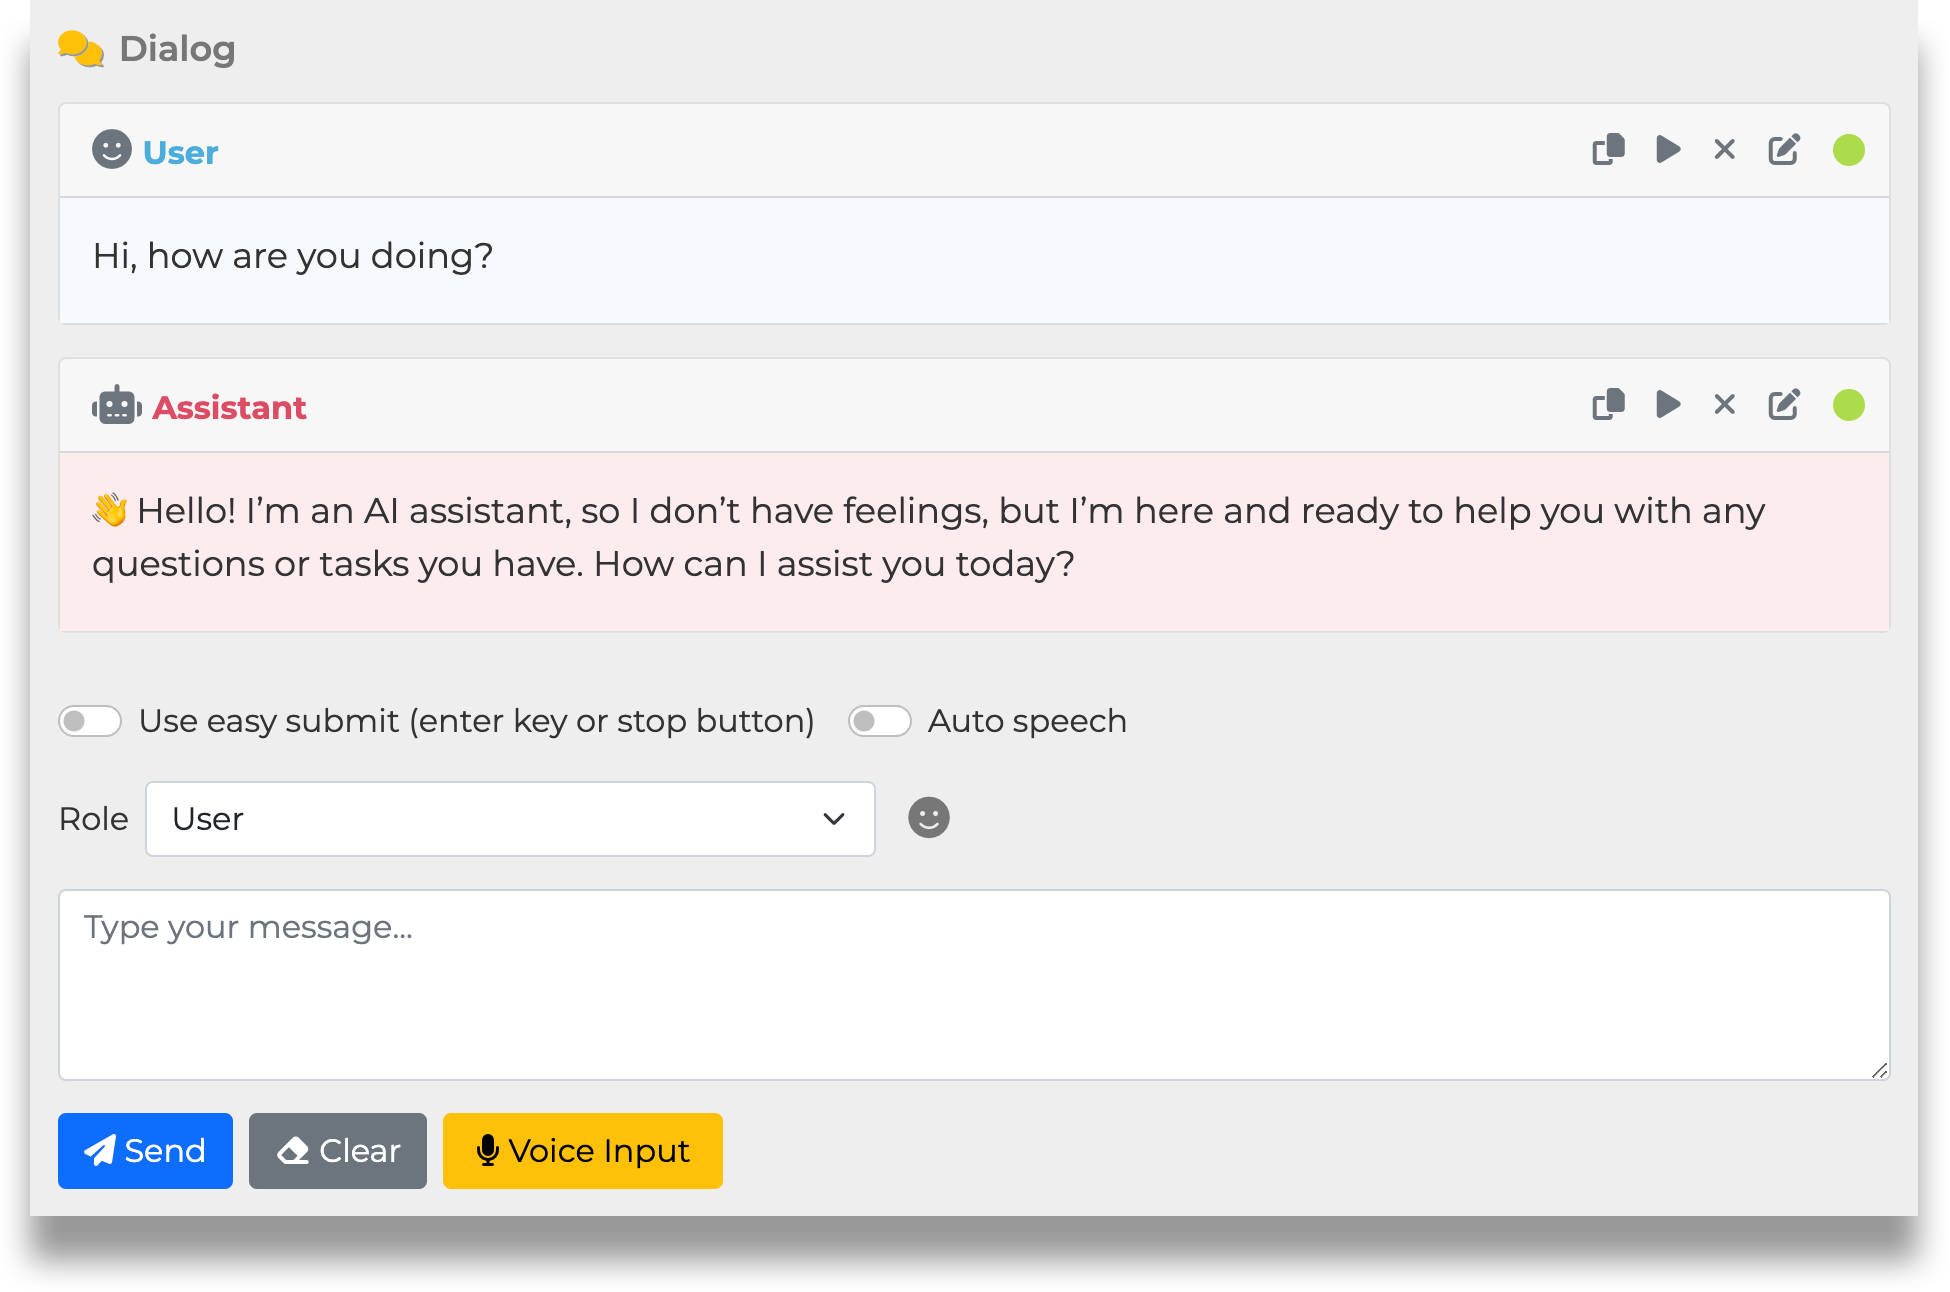 Dialog
User
Hi, how are you doing?
Assistant
👋 Hello! I’m an AI assistant, so I don’t have feelings, but I’m here and ready to help you with any
questions or tasks you have. How can I assist you today?
Use easy submit (enter key or stop button) Auto speech
Role User
Type your message...
Send Clear Voice Input